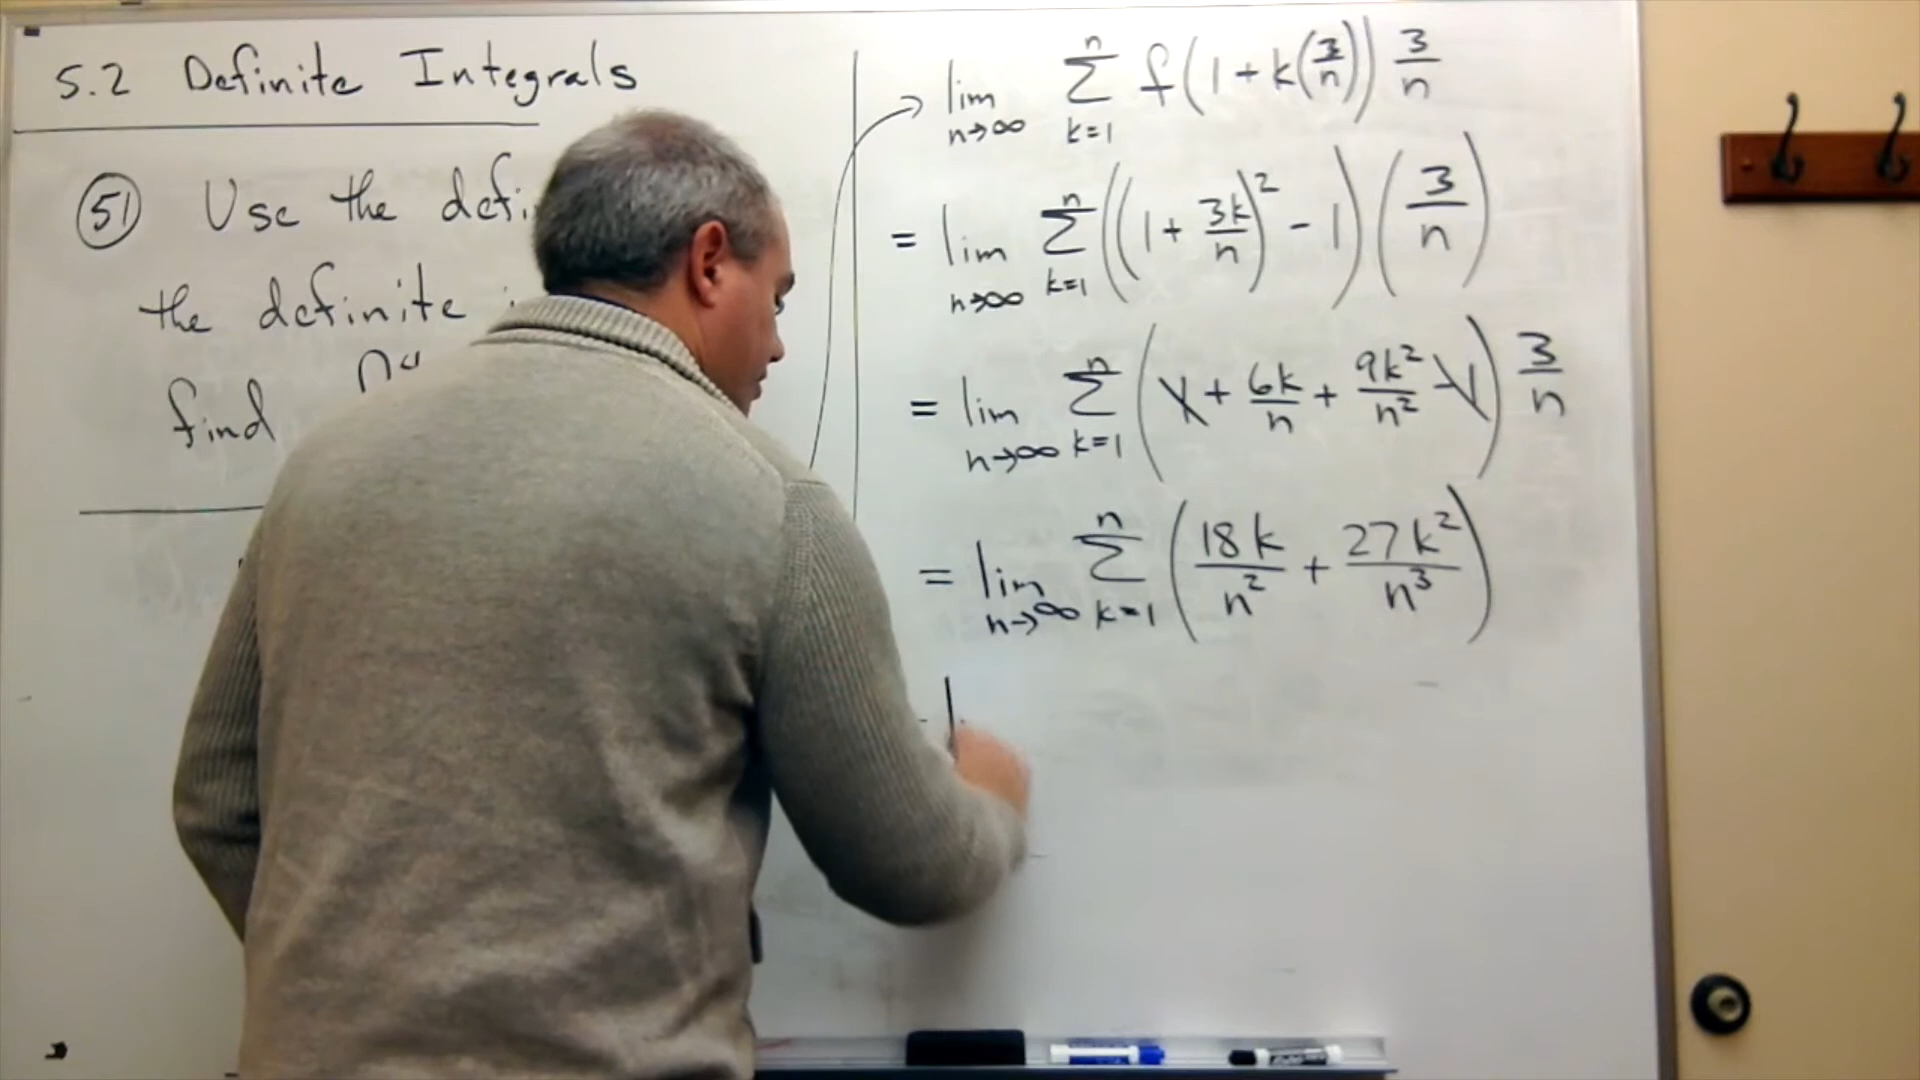 5.2 Definite Integrals
51 Use the defi
the definite
find
lim n→∞ Σ k=1 n f(1 + k(3/n)) 3/n
= lim n→∞ Σ k=1 n ((1 + 3k/n)² - 1) (3/n)
= lim n→∞ Σ k=1 n (1 + 6k/n + 9k²/n² - 1) 3/n
= lim n→∞ Σ k=1 n (18k/n² + 27k²/n³)